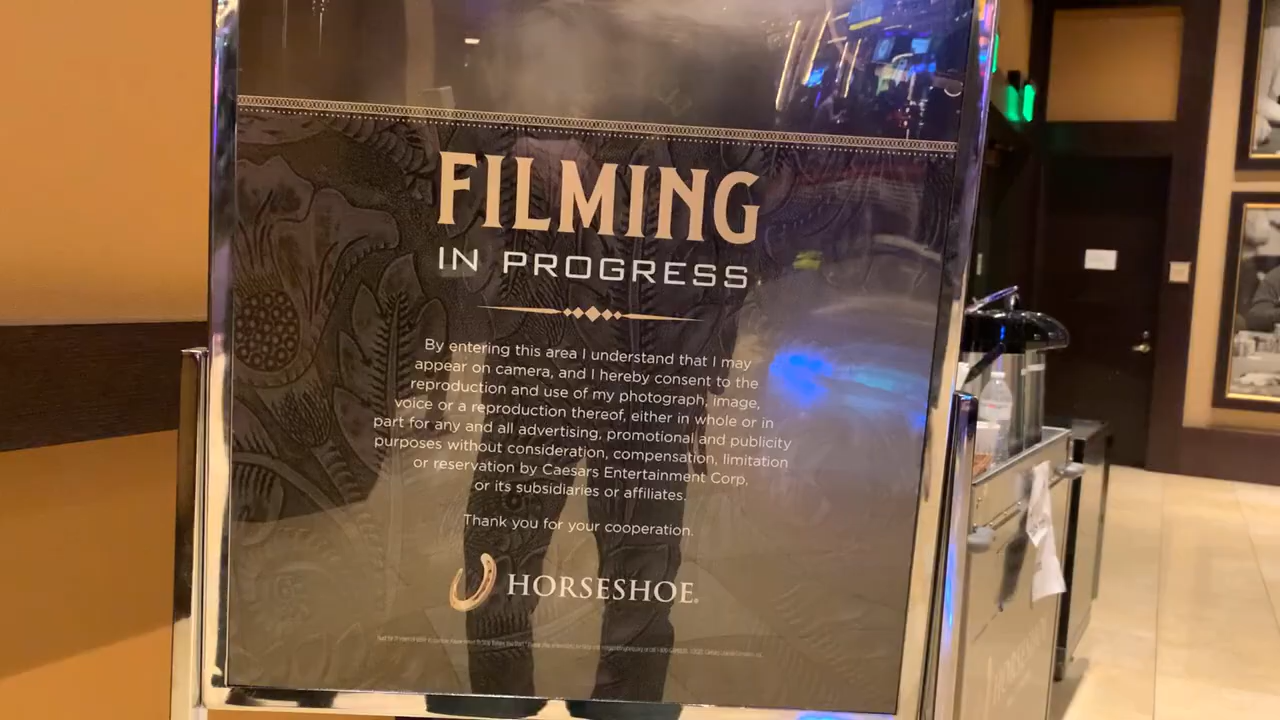 FILMING
IN PROGRESS
By entering this area I understand that I may
appear on camera, and I hereby consent to the
reproduction and use of my photograph, image,
voice or a reproduction thereof, either in whole or in
part for any and all advertising, promotional and publicity
purposes without consideration, compensation, limitation
or reservation by Caesars Entertainment Corp.
or its subsidiaries or affiliates.
Thank you for your cooperation.
HORSESHOE®